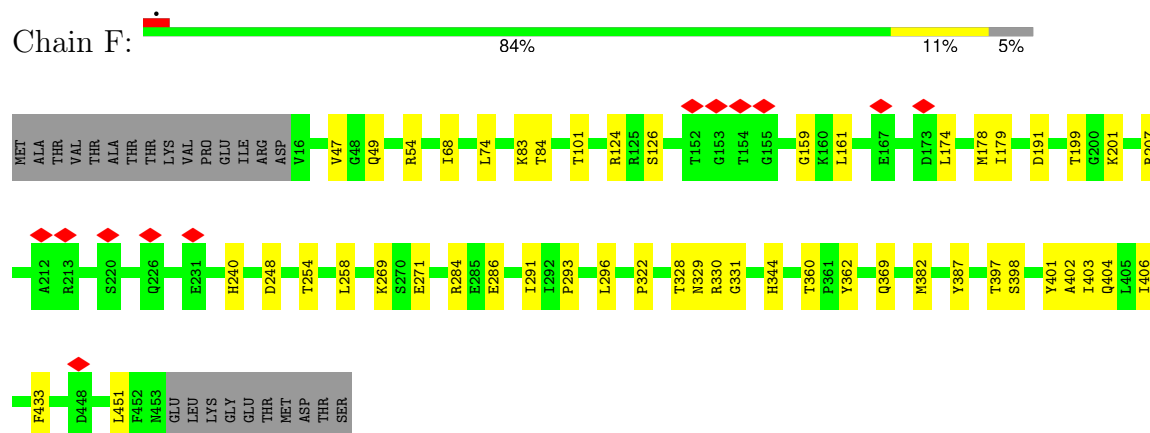 Chain F:
84% 11% 5%
MET ALA THR VAL THR ALA THR THR LYS VAL PRO GLU ILE ARG ASP V16 V47 G48 Q49 R54 I68 L74 K83 T84 T101 R124 R125 S126 T152 G153 T154 G155 G159 K160 L161 E167 D173 L174 M178 I179 D191 T199 G200 K201 R207
A212 R213 S220 Q226 E231 H240 D248 T254 L258 K269 S270 E271 R284 E285 E286 I291 I292 P293 L296 P322 T328 N329 R330 G331 H344 T360 P361 Y362 Q369 M382 Y387 T397 S398 Y401 A402 I403 Q404 L405 I406
F433 D448 L451 F452 N453 GLU LEU LYS GLY GLU THR MET ASP THR SER